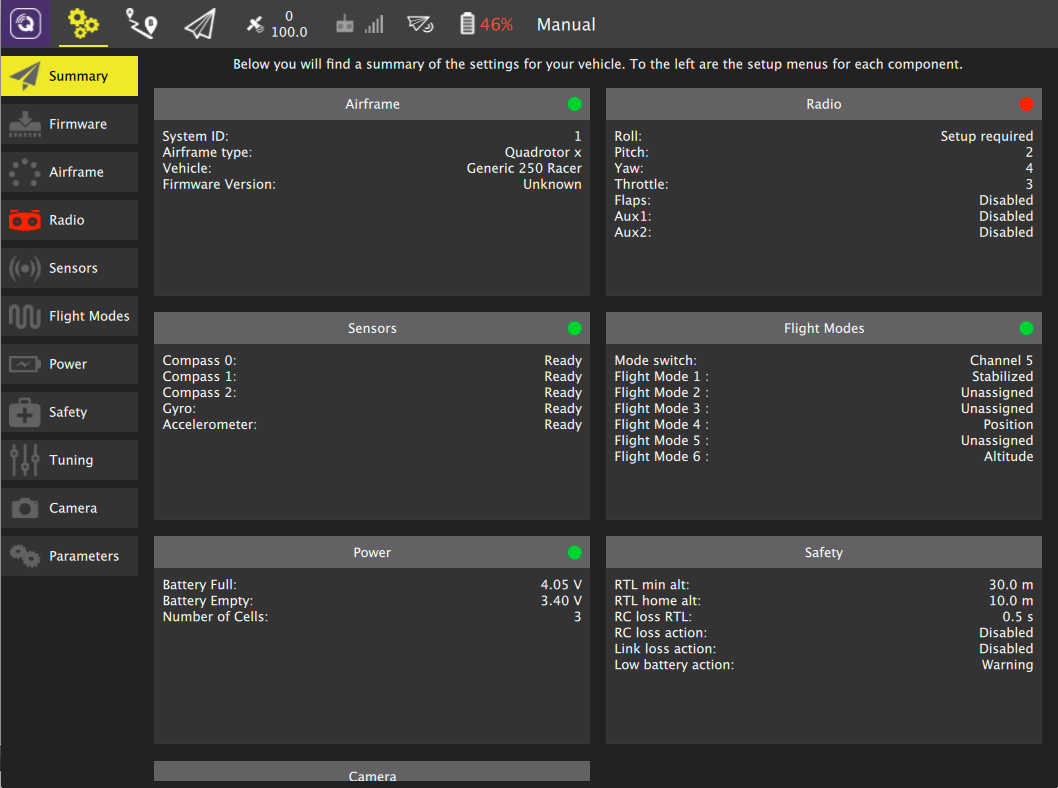 0
100.0
46%
Manual
Below you will find a summary of the settings for your vehicle. To the left are the setup menus for each component.
Summary
Firmware
Airframe
Radio
Sensors
Flight Modes
Power
Safety
Tuning
Camera
Parameters
Airframe
System ID: 1
Airframe type: Quadrotor x
Vehicle: Generic 250 Racer
Firmware Version: Unknown
Radio
Roll: Setup required
Pitch: 2
Yaw: 4
Throttle: 3
Flaps: Disabled
Aux1: Disabled
Aux2: Disabled
Sensors
Compass 0: Ready
Compass 1: Ready
Compass 2: Ready
Gyro: Ready
Accelerometer: Ready
Flight Modes
Mode switch: Channel 5
Flight Mode 1 : Stabilized
Flight Mode 2 : Unassigned
Flight Mode 3 : Unassigned
Flight Mode 4 : Position
Flight Mode 5 : Unassigned
Flight Mode 6 : Altitude
Power
Battery Full: 4.05 V
Battery Empty: 3.40 V
Number of Cells: 3
Safety
RTL min alt: 30.0 m
RTL home alt: 10.0 m
RC loss RTL: 0.5 s
RC loss action: Disabled
Link loss action: Disabled
Low battery action: Warning
Camera